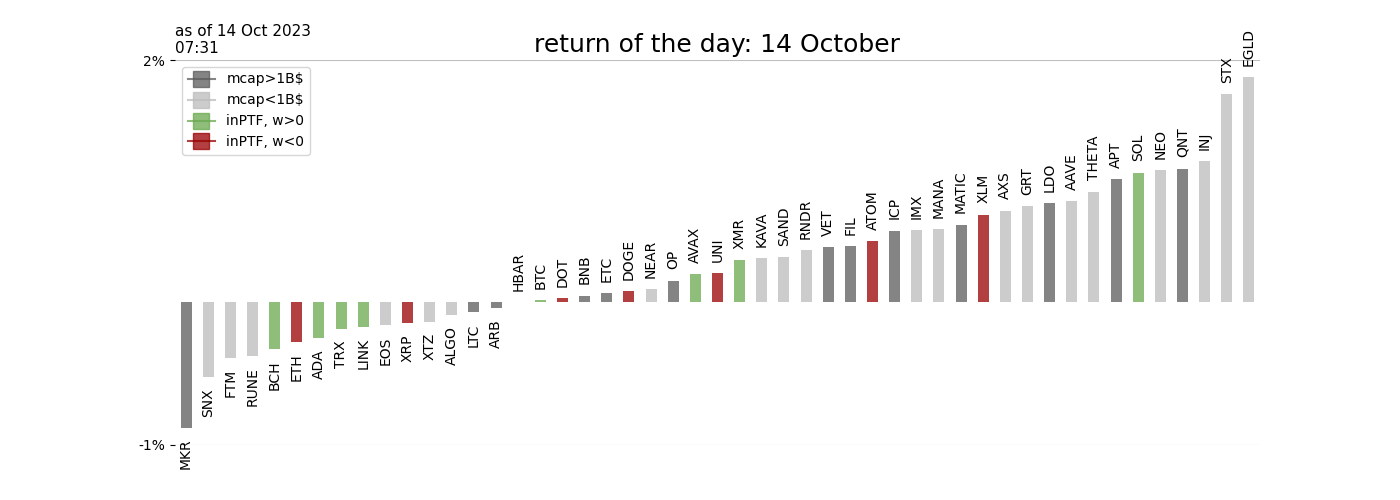 as of 14 Oct 2023
07:31
return of the day: 14 October
2%
mcap>1B$
mcap<1B$
inPTF, w>0
inPTF, w<0
-1%
MKR
SNX
FTM
RUNE
BCH
ETH
ADA
TRX
LINK
EOS
XRP
XTZ
ALGO
LTC
ARB
HBAR
BTC
DOT
BNB
ETC
DOGE
NEAR
OP
AVAX
UNI
XMR
KAVA
SAND
RNDR
VET
FIL
ATOM
ICP
IMX
MANA
MATIC
XLM
AXS
GRT
LDO
AAVE
THETA
APT
SOL
NEO
QNT
INJ
STX
EGLD